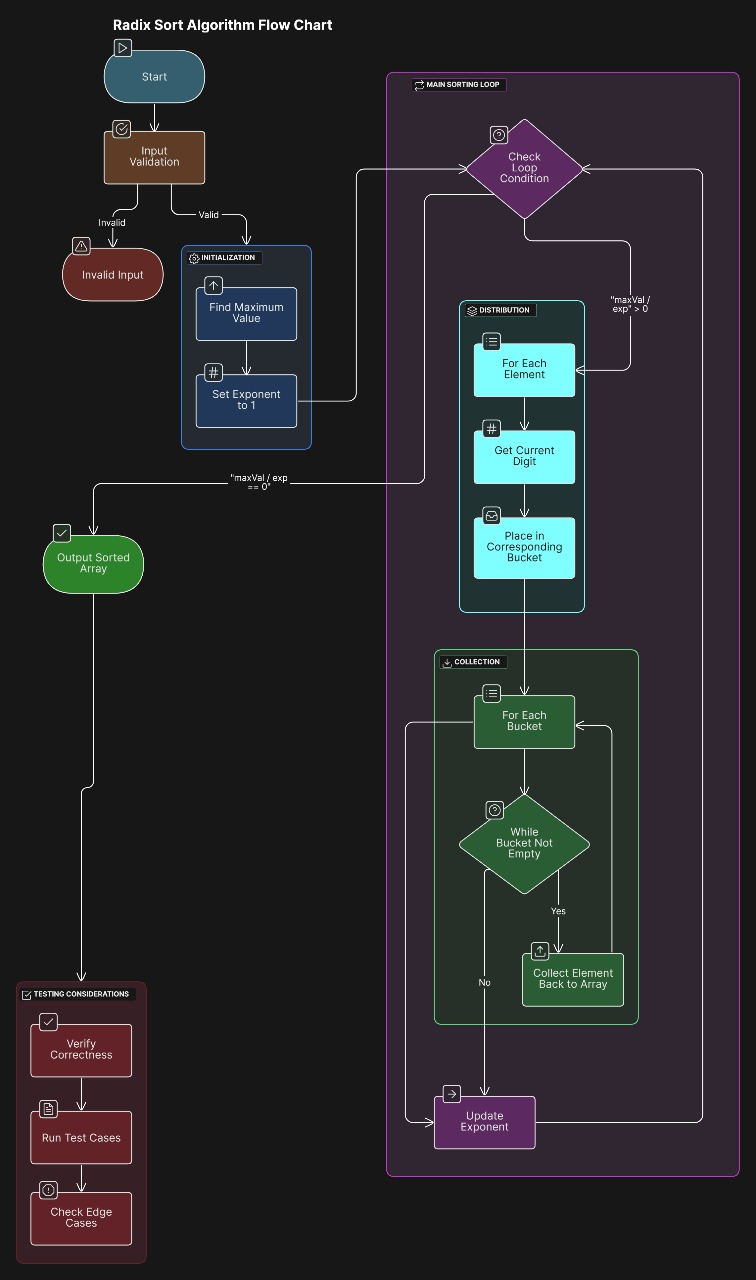 Radix Sort Algorithm Flow Chart
Start
Input
Validation
Invalid
Valid
Invalid Input
INITIALIZATION
Find Maximum
Value
Set Exponent
to 1
MAIN SORTING LOOP
Check
Loop
Condition
"maxVal /
exp" > 0
DISTRIBUTION
For Each
Element
Get Current
Digit
Place in
Corresponding
Bucket
"maxVal / exp
== 0"
Output Sorted
Array
COLLECTION
For Each
Bucket
While
Bucket Not
Empty
Yes
No
Collect Element
Back to Array
Update
Exponent
TESTING CONSIDERATIONS
Verify
Correctness
Run Test Cases
Check Edge
Cases